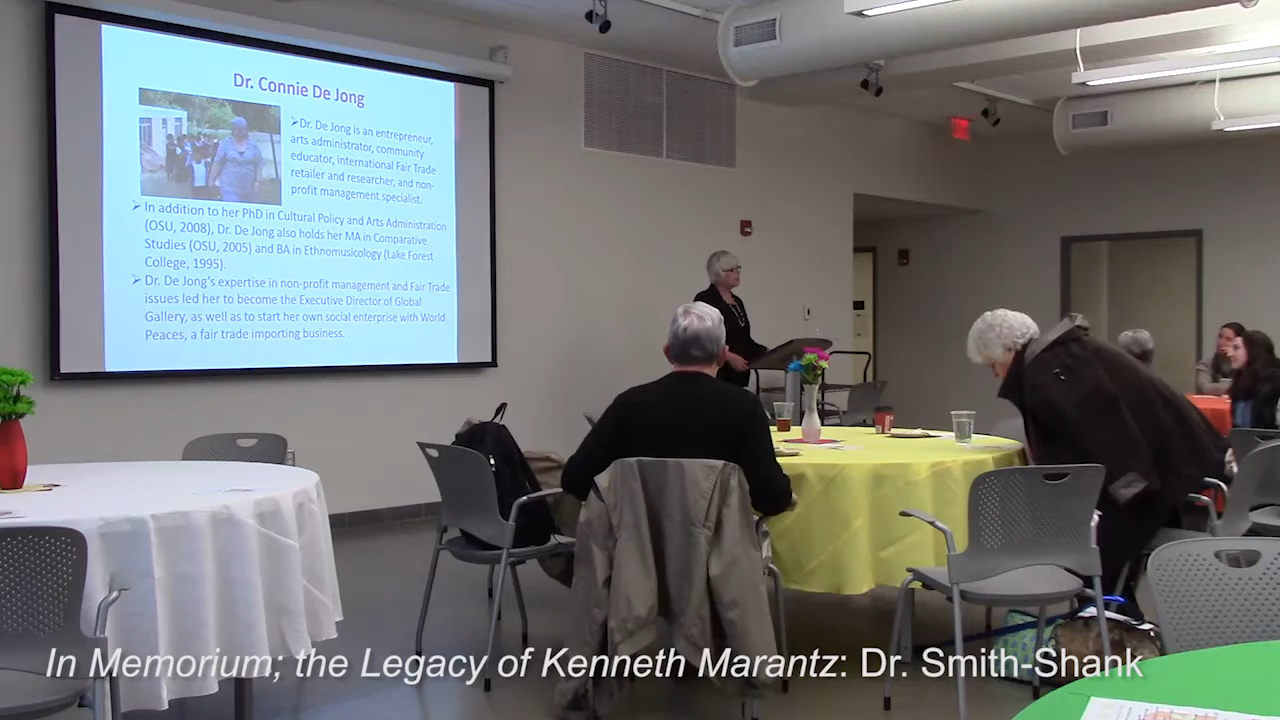 Dr. Connie De Jong
➢Dr. De Jong is an entrepreneur,
arts administrator, community
educator, international Fair Trade
retailer and researcher, and non-
profit management specialist.
➢ In addition to her PhD in Cultural Policy and Arts Administration
(OSU, 2008), Dr. De Jong also holds her MA in Comparative
Studies (OSU, 2005) and BA in Ethnomusicology (Lake Forest
College, 1995).
➢ Dr. De Jong's expertise in non-profit management and Fair Trade
issues led her to become the Executive Director of Global
Gallery, as well as to start her own social enterprise with World
Peaces, a fair trade importing business.
In Memorium; the Legacy of Kenneth Marantz: Dr. Smith-Shank